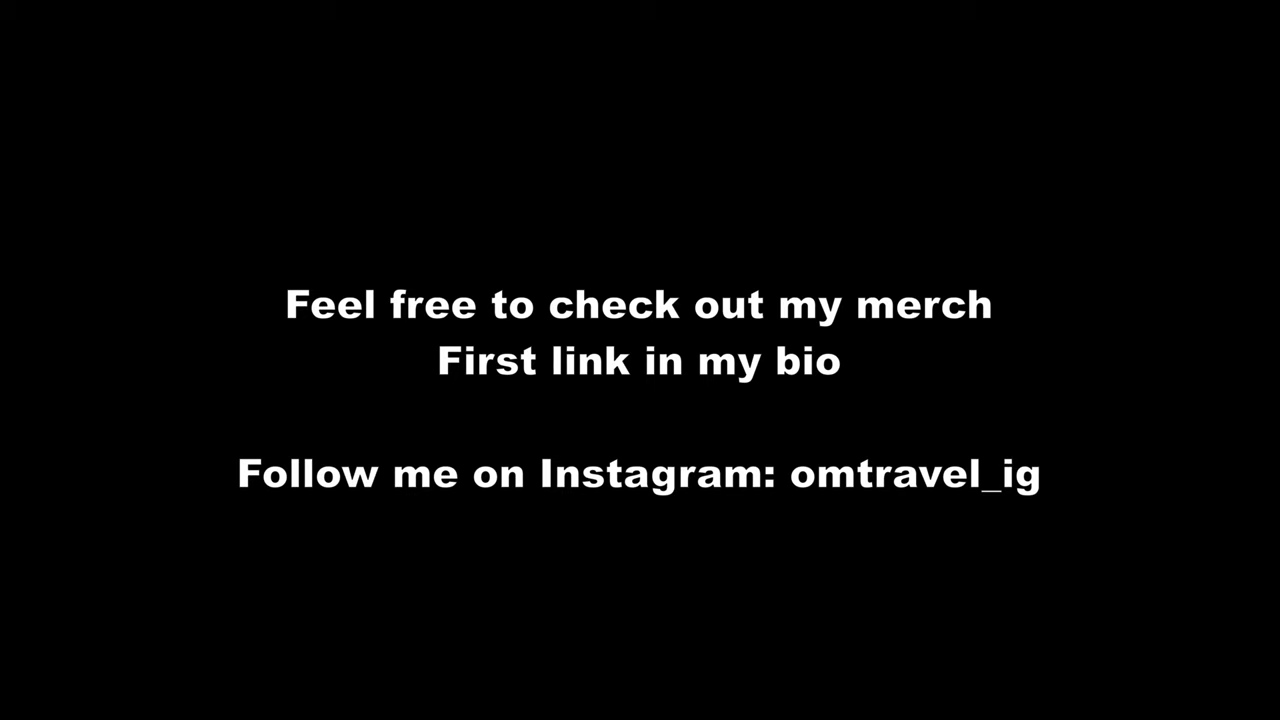 Feel free to check out my merch
First link in my bio
Follow me on Instagram: omtravel_ig